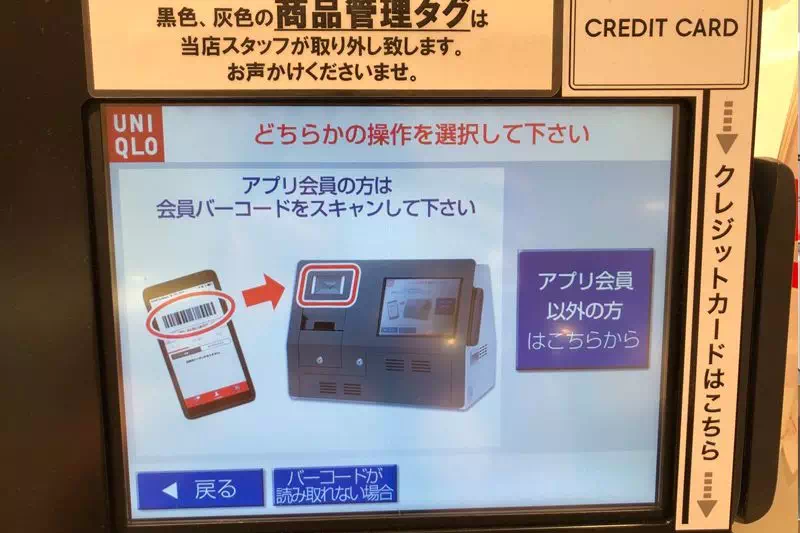 黒色、灰色の商品管理タグは
当店スタッフが取り外し致します。
お声かけくださいませ。
CREDIT CARD
UNI
QLO
どちらかの操作を選択して下さい
アプリ会員の方は
会員バーコードをスキャンして下さい
アプリ会員
以外の方
はこちらから
クレジットカードはこちら
戻る
バーコードが
読み取れない場合